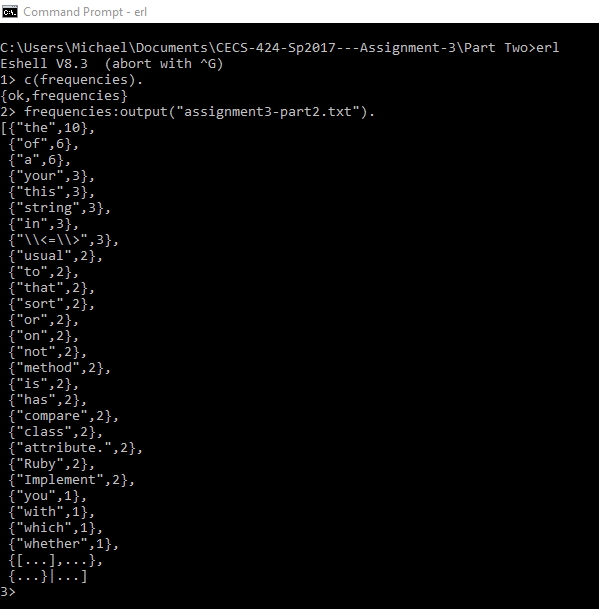 Command Prompt - erl
C:\Users\Michael\Documents\CECS-424-Sp2017---Assignment-3\Part Two>erl
Eshell V8.3  (abort with ^G)
1> c(frequencies).
{ok,frequencies}
2> frequencies:output("assignment3-part2.txt").
[{"the",10},
 {"of",6},
 {"a",6},
 {"your",3},
 {"this",3},
 {"string",3},
 {"in",3},
 {"\\<=\\>",3},
 {"usual",2},
 {"to",2},
 {"that",2},
 {"sort",2},
 {"or",2},
 {"on",2},
 {"not",2},
 {"method",2},
 {"is",2},
 {"has",2},
 {"compare",2},
 {"class",2},
 {"attribute.",2},
 {"Ruby",2},
 {"Implement",2},
 {"you",1},
 {"with",1},
 {"which",1},
 {"whether",1},
 {[...],...},
 {...}|...]
3>